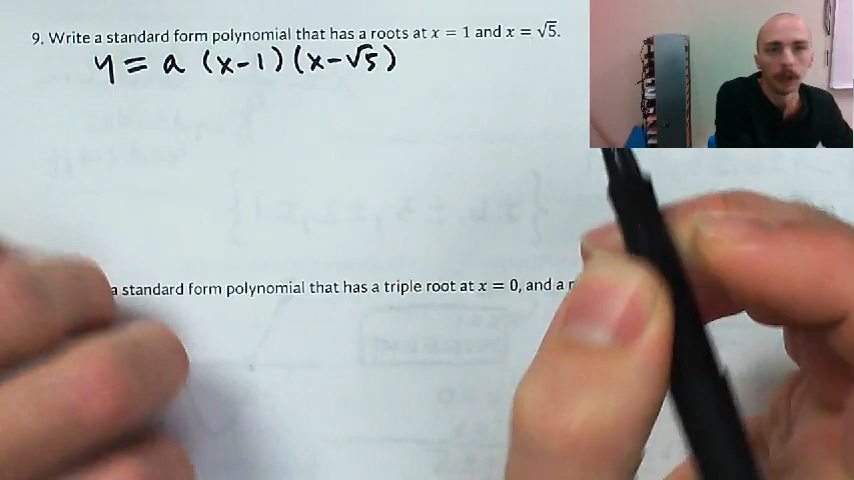 9. Write a standard form polynomial that has a roots at x = 1 and x = √5.
y = a (x-1)(x-√5)
a standard form polynomial that has a triple root at x = 0, and a